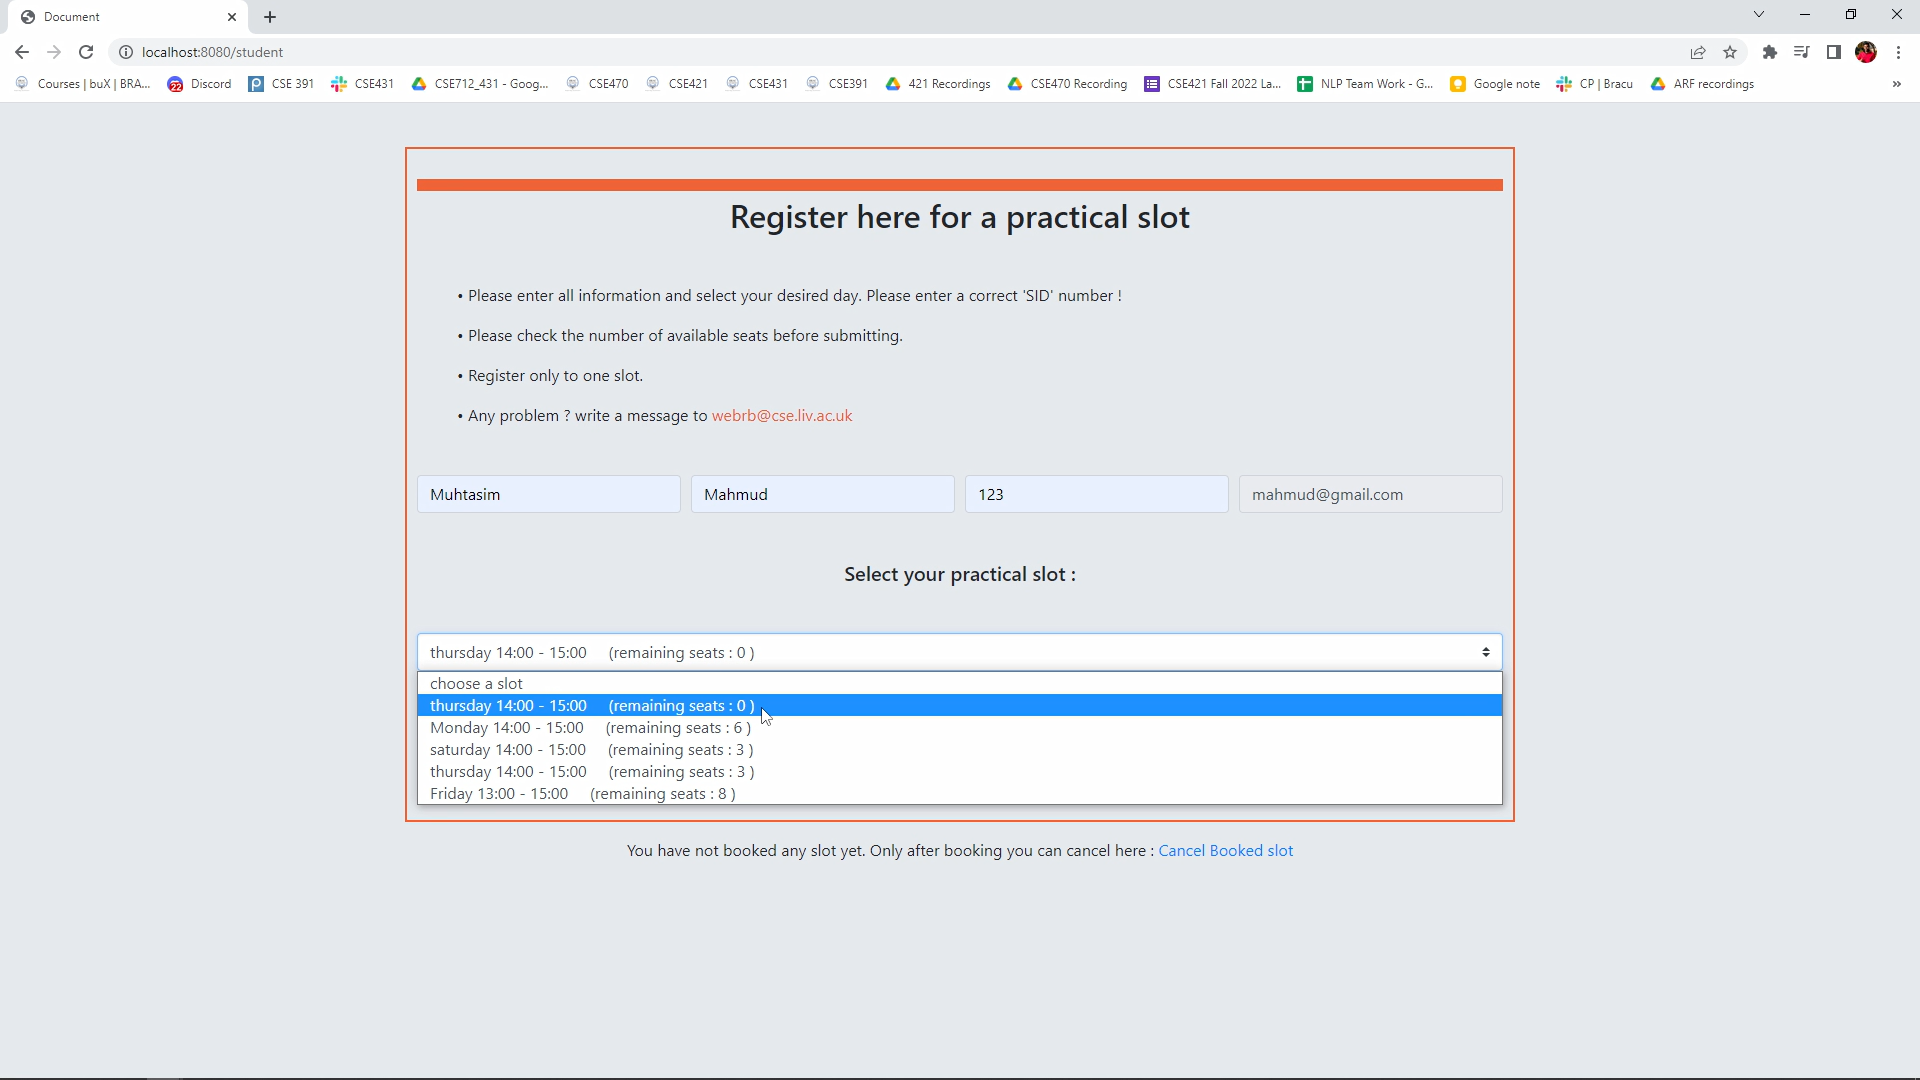 Document
localhost:8080/student
Courses | buX | BRA...
22
Discord
CSE 391
CSE431
CSE712_431 - Goog...
CSE470
CSE421
CSE431
CSE391
421 Recordings
CSE470 Recording
CSE421 Fall 2022 La...
NLP Team Work - G...
Google note
CP | Bracu
ARF recordings
»
Register here for a practical slot
• Please enter all information and select your desired day. Please enter a correct 'SID' number !
• Please check the number of available seats before submitting.
• Register only to one slot.
• Any problem ? write a message to webrb@cse.liv.ac.uk
Muhtasim
Mahmud
123
mahmud@gmail.com
Select your practical slot :
thursday 14:00 - 15:00 (remaining seats : 0 )
choose a slot
thursday 14:00 - 15:00 (remaining seats : 0 )
Monday 14:00 - 15:00 (remaining seats : 6 )
saturday 14:00 - 15:00 (remaining seats : 3 )
thursday 14:00 - 15:00 (remaining seats : 3 )
Friday 13:00 - 15:00 (remaining seats : 8 )
You have not booked any slot yet. Only after booking you can cancel here : Cancel Booked slot